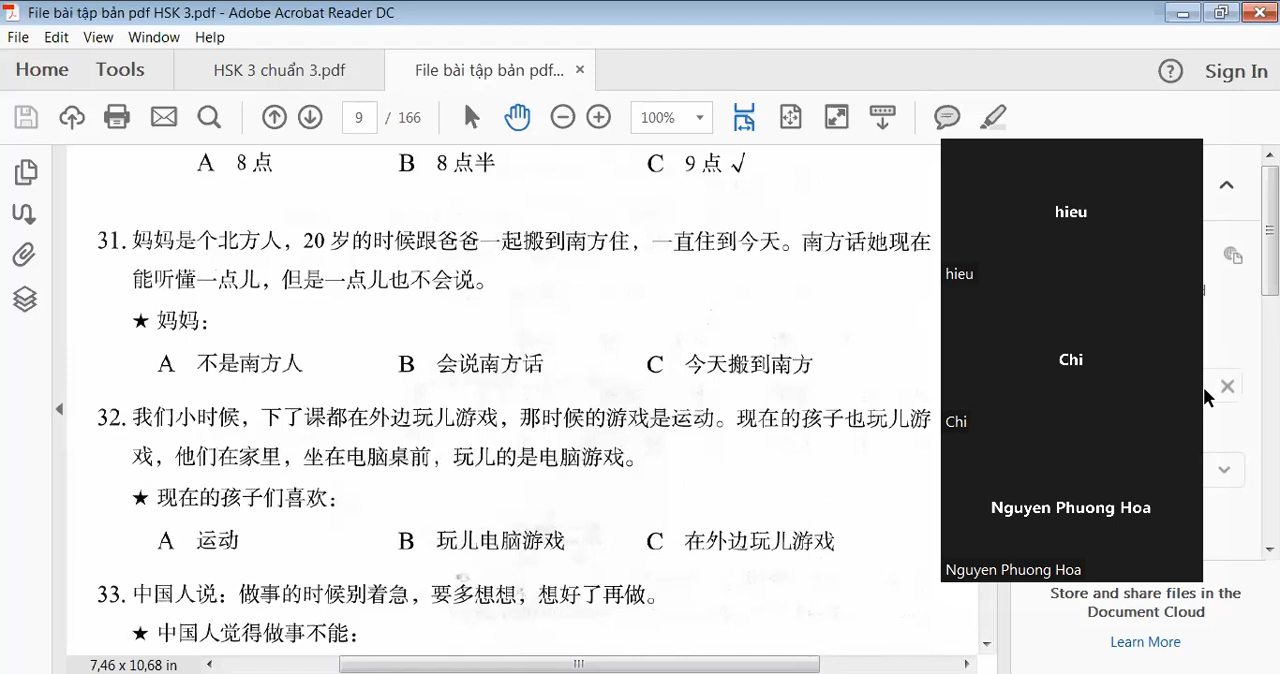 File bài tập bản pdf HSK 3.pdf - Adobe Acrobat Reader DC
File Edit View Window Help
Home Tools HSK 3 chuẩn 3.pdf File bài tập bản pdf... × Sign In
9 / 166 100%
A 8点 B 8点半 C 9点 √
31. 妈妈是个北方人，20岁的时候跟爸爸一起搬到南方住，一直住到今天。南方话她现在
能听懂一点儿，但是一点儿也不会说。
★ 妈妈：
A 不是南方人 B 会说南方话 C 今天搬到南方
32. 我们小时候，下了课都在外边玩儿游戏，那时候的游戏是运动。现在的孩子也玩儿游
戏，他们在家里，坐在电脑桌前，玩儿的是电脑游戏。
★ 现在的孩子们喜欢：
A 运动 B 玩儿电脑游戏 C 在外边玩儿游戏
33. 中国人说：做事的时候别着急，要多想想，想好了再做。
★ 中国人觉得做事不能：
7,46 x 10,68 in
hieu
hieu
Chi
Chi
Nguyen Phuong Hoa
Nguyen Phuong Hoa
Store and share files in the
Document Cloud
Learn More